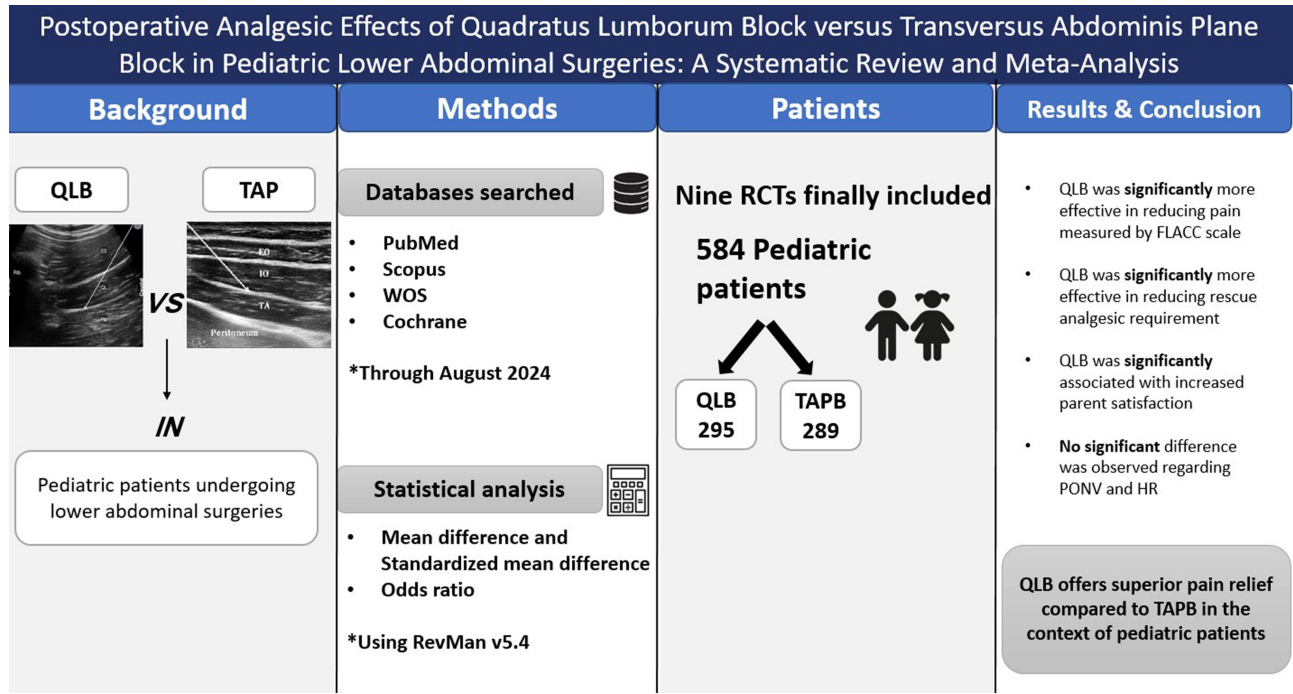 Postoperative Analgesic Effects of Quadratus Lumborum Block versus Transversus Abdominis Plane
Block in Pediatric Lower Abdominal Surgeries: A Systematic Review and Meta-Analysis
Background
QLB
TAP
EO
IO
TA
Peritoneum
VS
IN
Pediatric patients undergoing
lower abdominal surgeries
Methods
Databases searched
• PubMed
• Scopus
• WOS
• Cochrane
*Through August 2024
Statistical analysis
• Mean difference and
Standardized mean difference
• Odds ratio
*Using RevMan v5.4
Patients
Nine RCTs finally included
584 Pediatric
patients
QLB
295
TAPB
289
Results & Conclusion
• QLB was significantly more
effective in reducing pain
measured by FLACC scale
• QLB was significantly more
effective in reducing rescue
analgesic requirement
• QLB was significantly
associated with increased
parent satisfaction
• No significant difference
was observed regarding
PONV and HR
QLB offers superior pain relief
compared to TAPB in the
context of pediatric patients